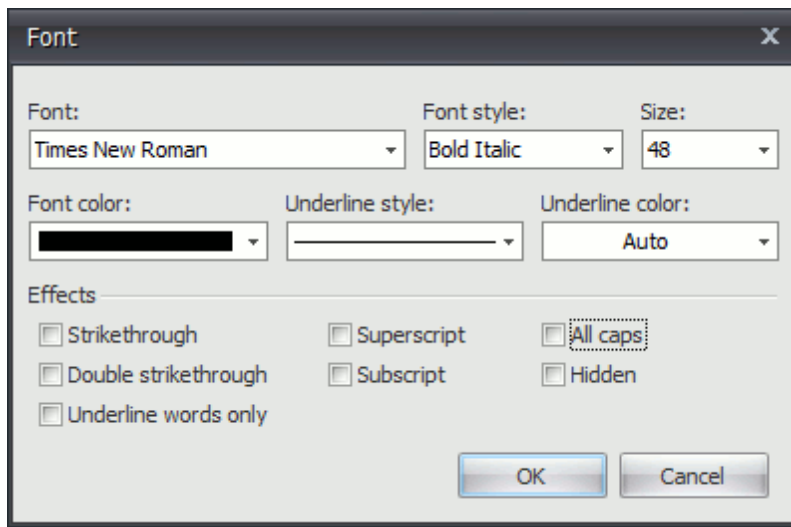 Font x
Font: Font style: Size:
Times New Roman Bold Italic 48
Font color: Underline style: Underline color:
Auto
Effects
Strikethrough Superscript All caps
Double strikethrough Subscript Hidden
Underline words only
OK Cancel